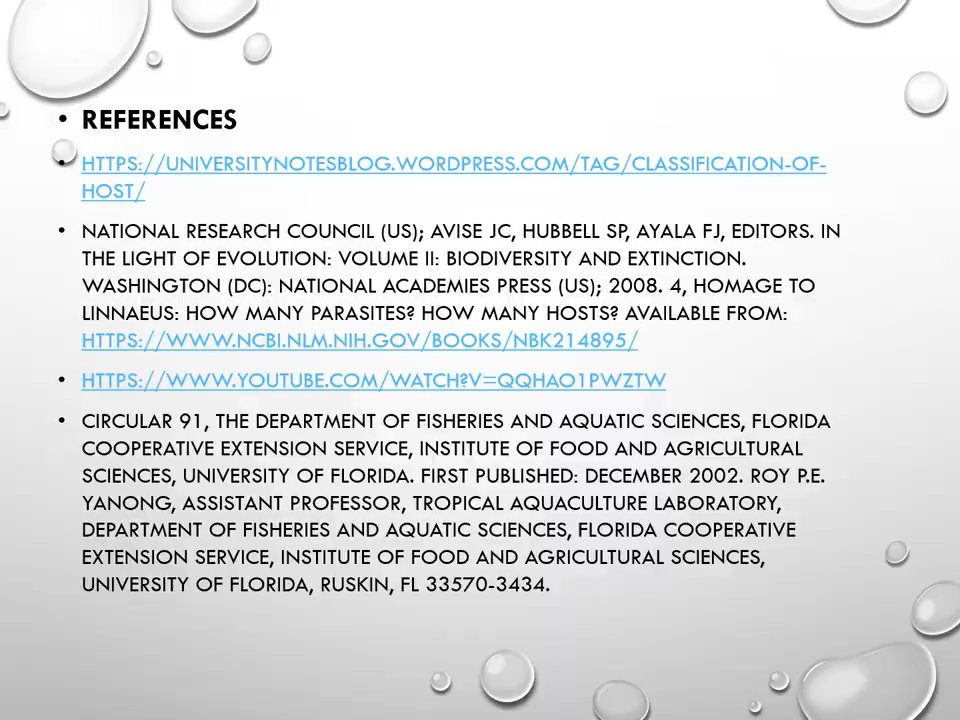 • REFERENCES
• HTTPS://UNIVERSITYNOTESBLOG.WORDPRESS.COM/TAG/CLASSIFICATION-OF-
HOST/
• NATIONAL RESEARCH COUNCIL (US); AVISE JC, HUBBELL SP, AYALA FJ, EDITORS. IN
THE LIGHT OF EVOLUTION: VOLUME II: BIODIVERSITY AND EXTINCTION.
WASHINGTON (DC): NATIONAL ACADEMIES PRESS (US); 2008. 4, HOMAGE TO
LINNAEUS: HOW MANY PARASITES? HOW MANY HOSTS? AVAILABLE FROM:
HTTPS://WWW.NCBI.NLM.NIH.GOV/BOOKS/NBK214895/
• HTTPS://WWW.YOUTUBE.COM/WATCH?V=QQHAO1PWZTW
• CIRCULAR 91, THE DEPARTMENT OF FISHERIES AND AQUATIC SCIENCES, FLORIDA
COOPERATIVE EXTENSION SERVICE, INSTITUTE OF FOOD AND AGRICULTURAL
SCIENCES, UNIVERSITY OF FLORIDA. FIRST PUBLISHED: DECEMBER 2002. ROY P.E.
YANONG, ASSISTANT PROFESSOR, TROPICAL AQUACULTURE LABORATORY,
DEPARTMENT OF FISHERIES AND AQUATIC SCIENCES, FLORIDA COOPERATIVE
EXTENSION SERVICE, INSTITUTE OF FOOD AND AGRICULTURAL SCIENCES,
UNIVERSITY OF FLORIDA, RUSKIN, FL 33570-3434.